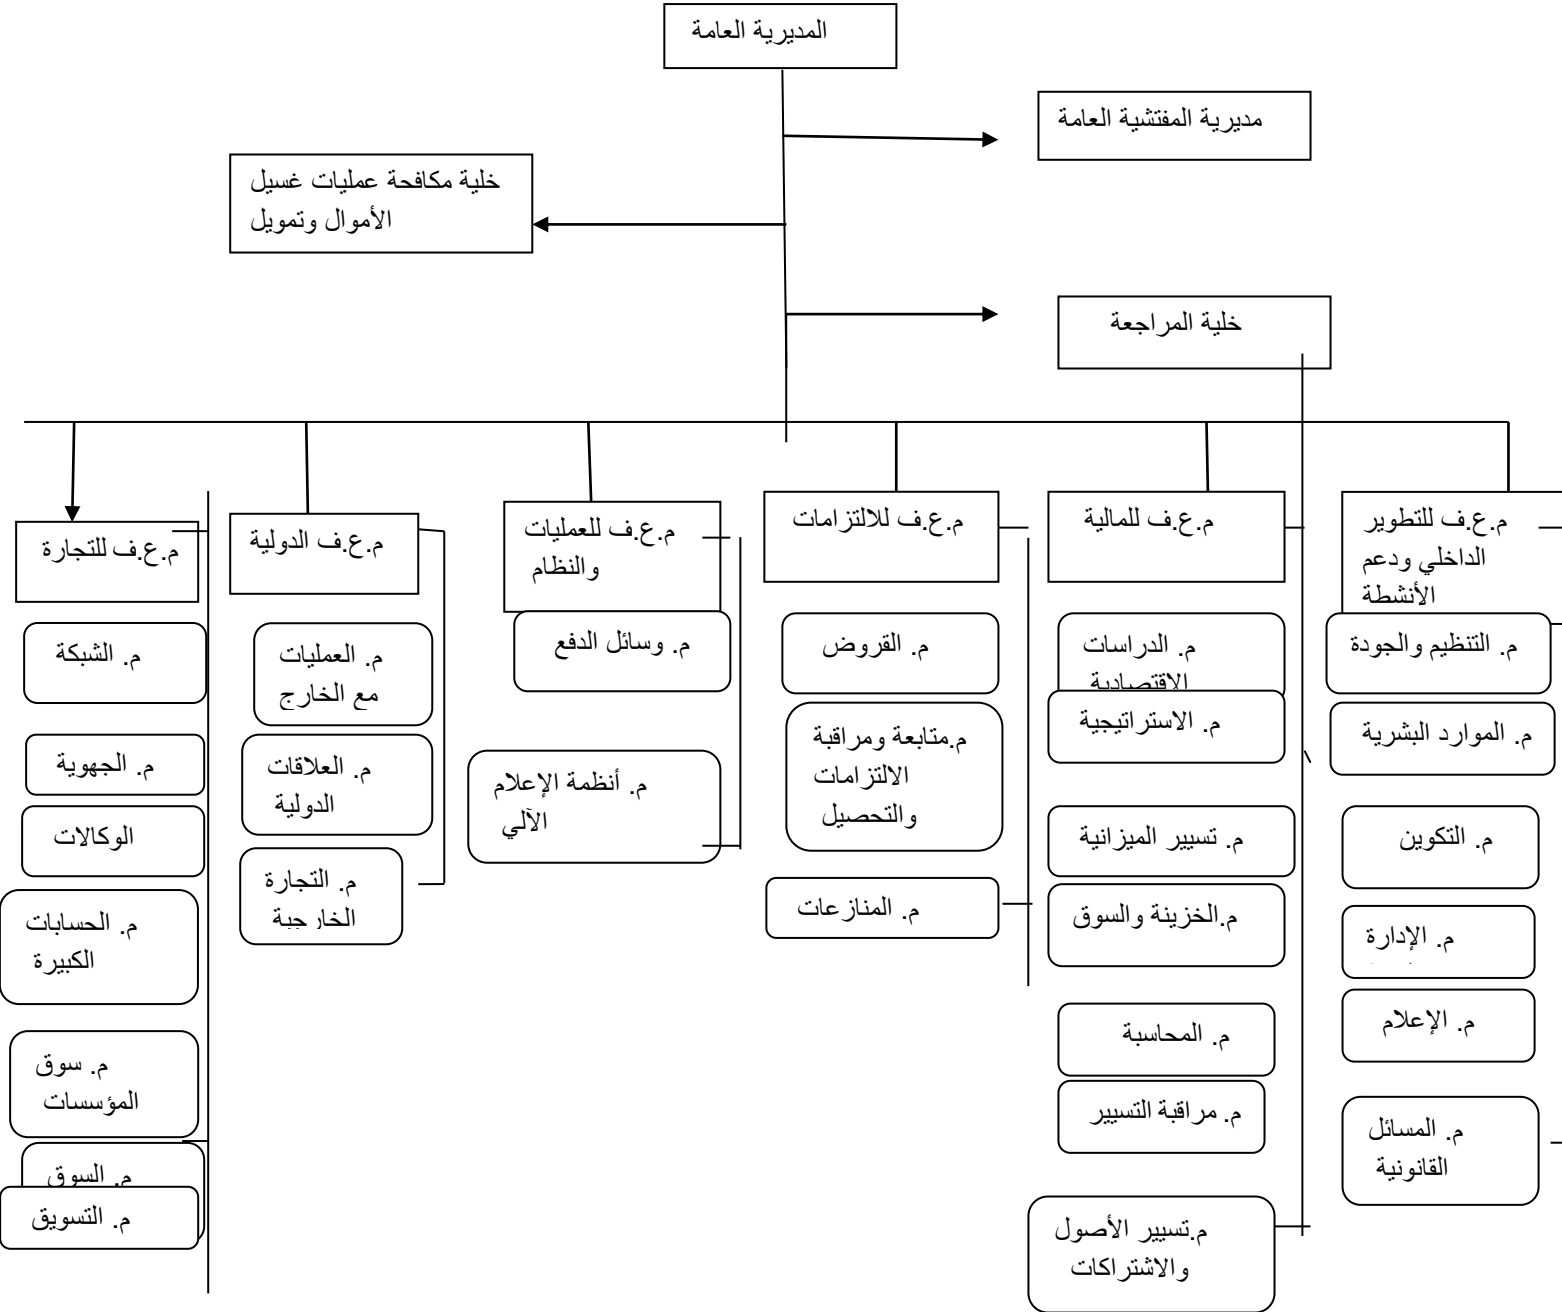 المديرية العامة
مديرية المفتشية العامة
خلية مكافحة عمليات غسيل
الأموال وتمويل
خلية المراجعة
م.ع.ف للتطوير
الداخلي ودعم
الأنشطة
م. التنظيم والجودة
م. الموارد البشرية
م. التكوين
م. الإدارة
م. الإعلام
م. المسائل
القانونية
م.ع.ف للمالية
م. الدراسات
الاقتصادية
م. الاستراتيجية
م. تسيير الميزانية
م.الخزينة والسوق
م. المحاسبة
م. مراقبة التسيير
م.تسيير الأصول
والاشتراكات
م.ع.ف للالتزامات
م. القروض
م.متابعة ومراقبة
الالتزامات
والتحصيل
م. المنازعات
م.ع.ف للعمليات
والنظام
م. وسائل الدفع
م. أنظمة الإعلام
الآلي
م.ع.ف الدولية
م. العمليات
مع الخارج
م. العلاقات
الدولية
م. التجارة
الخارجية
م.ع.ف للتجارة
م. الشبكة
م. الجهوية
الوكالات
م. الحسابات
الكبيرة
م. سوق
المؤسسات
م. السوق
م. التسويق